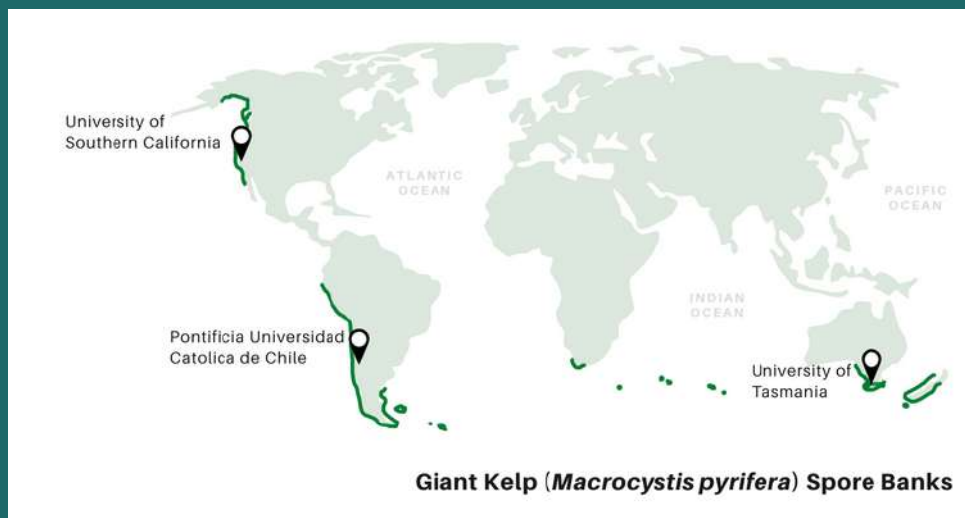 University of
Southern California
ATLANTIC
OCEAN
PACIFIC
OCEAN
INDIAN
OCEAN
Pontificia Universidad
Catolica de Chile
University of
Tasmania
Giant Kelp (Macrocystis pyrifera) Spore Banks